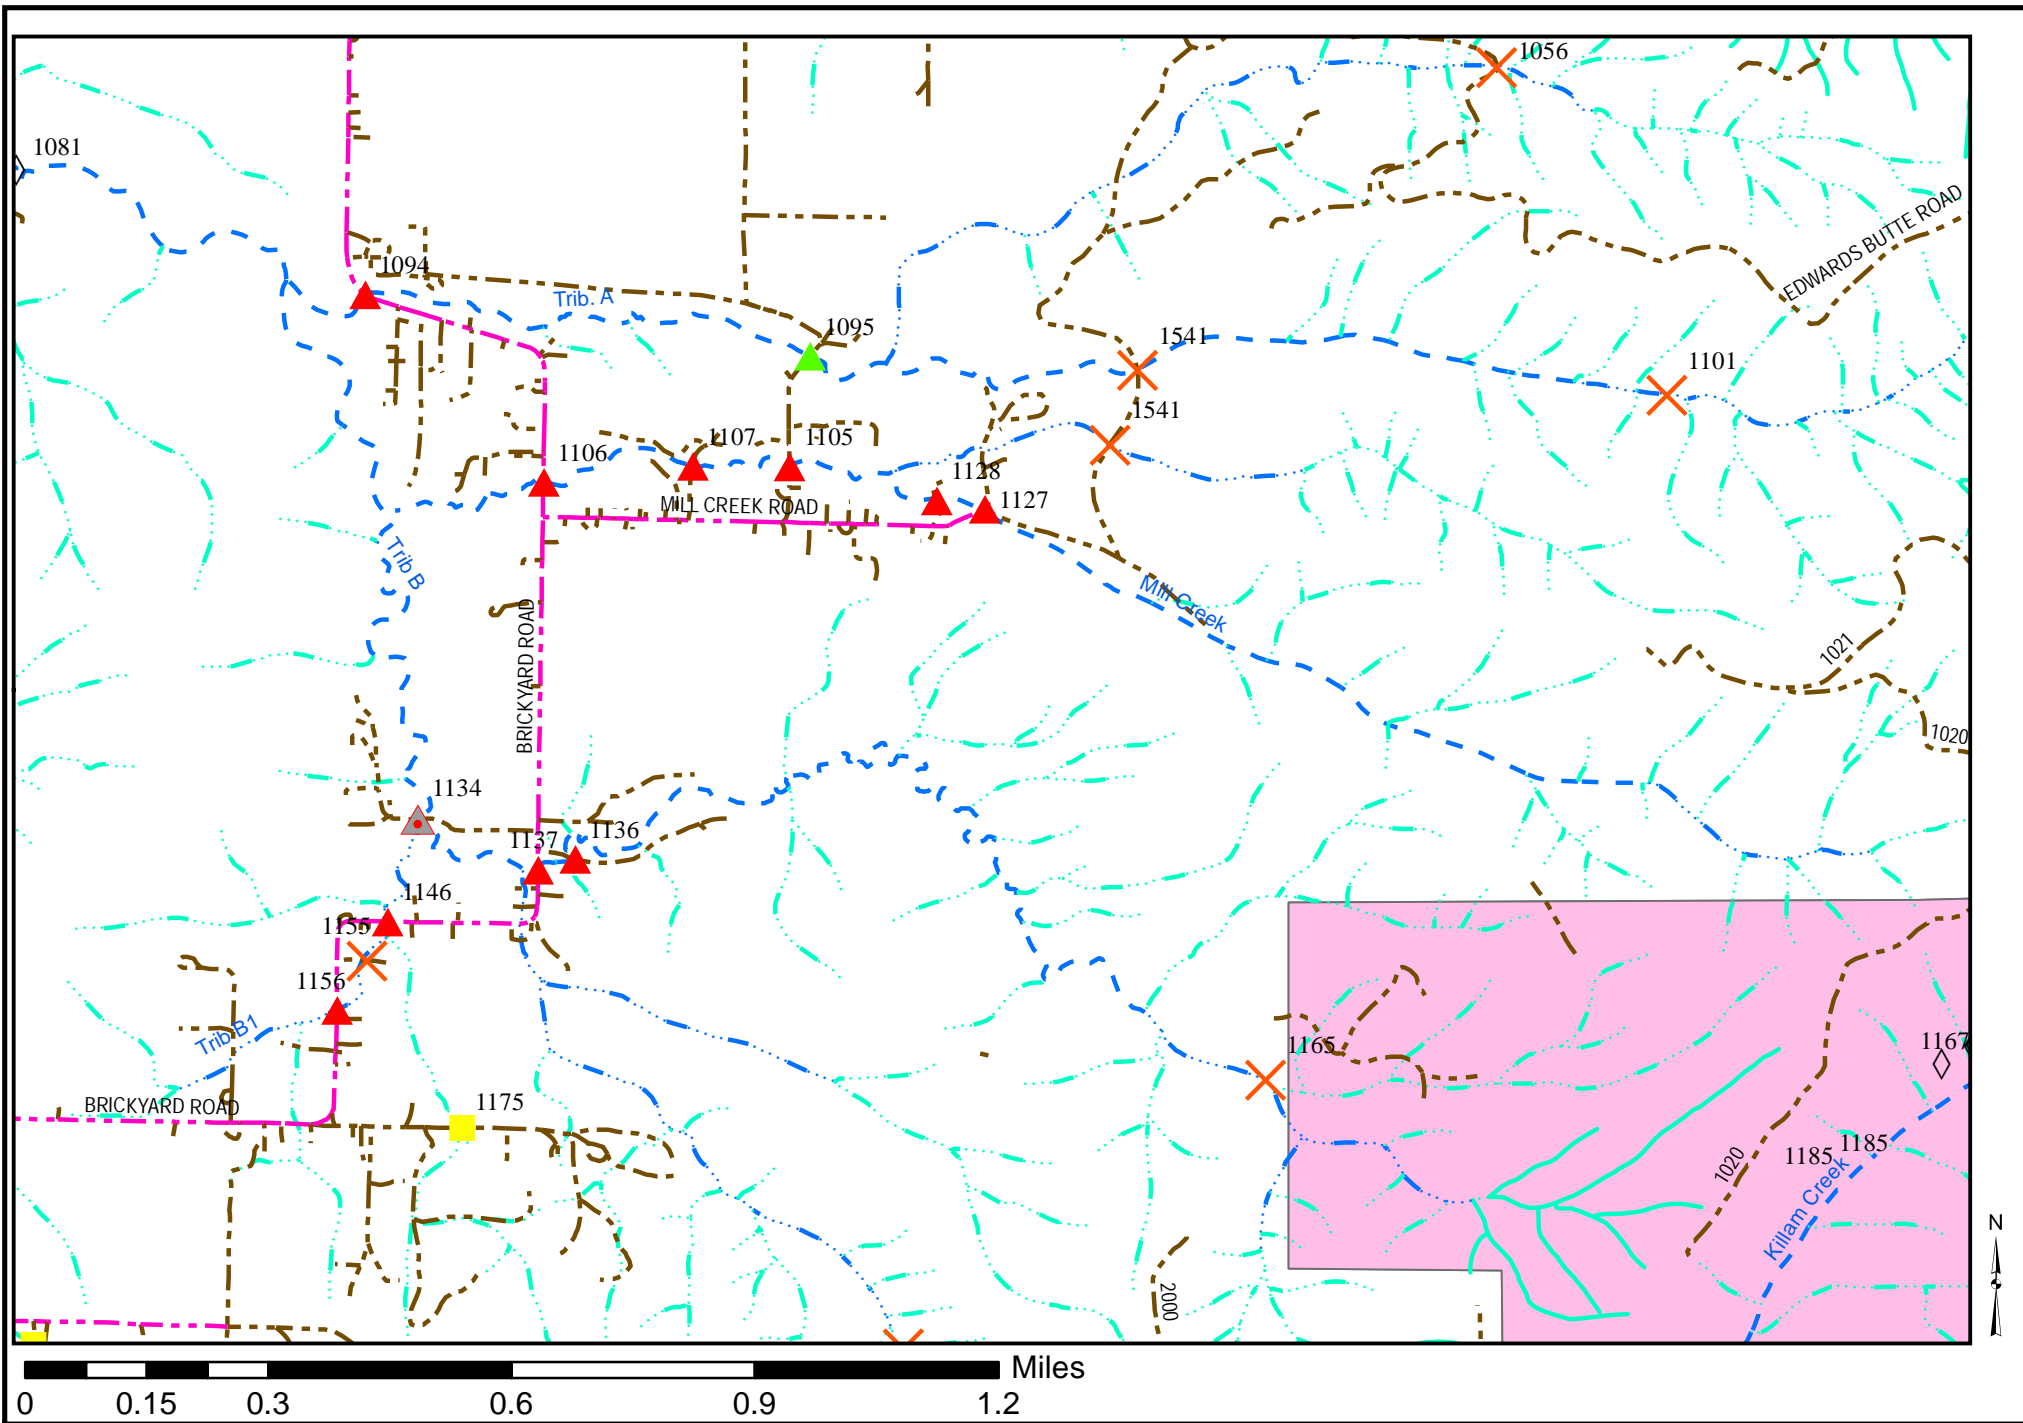 1056
1081
EDWARDS BUTTE ROAD
1094
Trib. A
1095
1541
1101
1541
1107
1105
1106
1128
MILL CREEK ROAD
1127
Trib B
Mill Creek
BRICKYARD ROAD
1021
1020
1134
1136
1137
1146
1155
1156
Trib B1
1165
1167
BRICKYARD ROAD
1175
1185
1185
1020
Killam Creek
2000
N
Miles
0 0.15 0.3 0.6 0.9 1.2